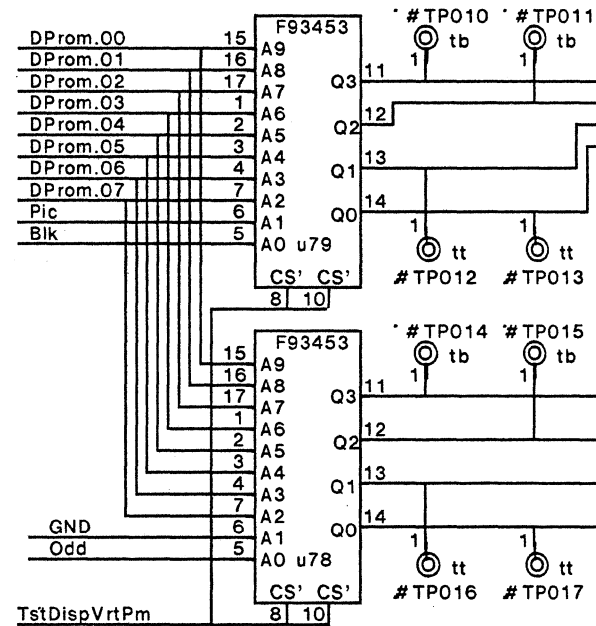 F93453
# TP010 # TP011
DProm.00 15 A9 tb tb
DProm.01 16 A8 1 1
DProm.02 17 A7 Q3 11
DProm.03 1 A6
DProm.04 2 A5 Q2 12
DProm.05 3 A4 Q1 13
DProm.06 4 A3
DProm.07 7 A2 Q0 14
Pic 6 A1 1 1
Blk 5 A0 u79 tt tt
CS' CS' # TP012 # TP013
8 10
F93453 # TP014 # TP015
15 A9 tb tb
16 A8 1 1
17 A7 Q3 11
1 A6
2 A5 Q2 12
3 A4 Q1 13
4 A3
7 A2 Q0 14
GND 6 A1 1 1
Odd 5 A0 u78 tt tt
CS' CS' # TP016 # TP017
TstDispVrtPm 8 10